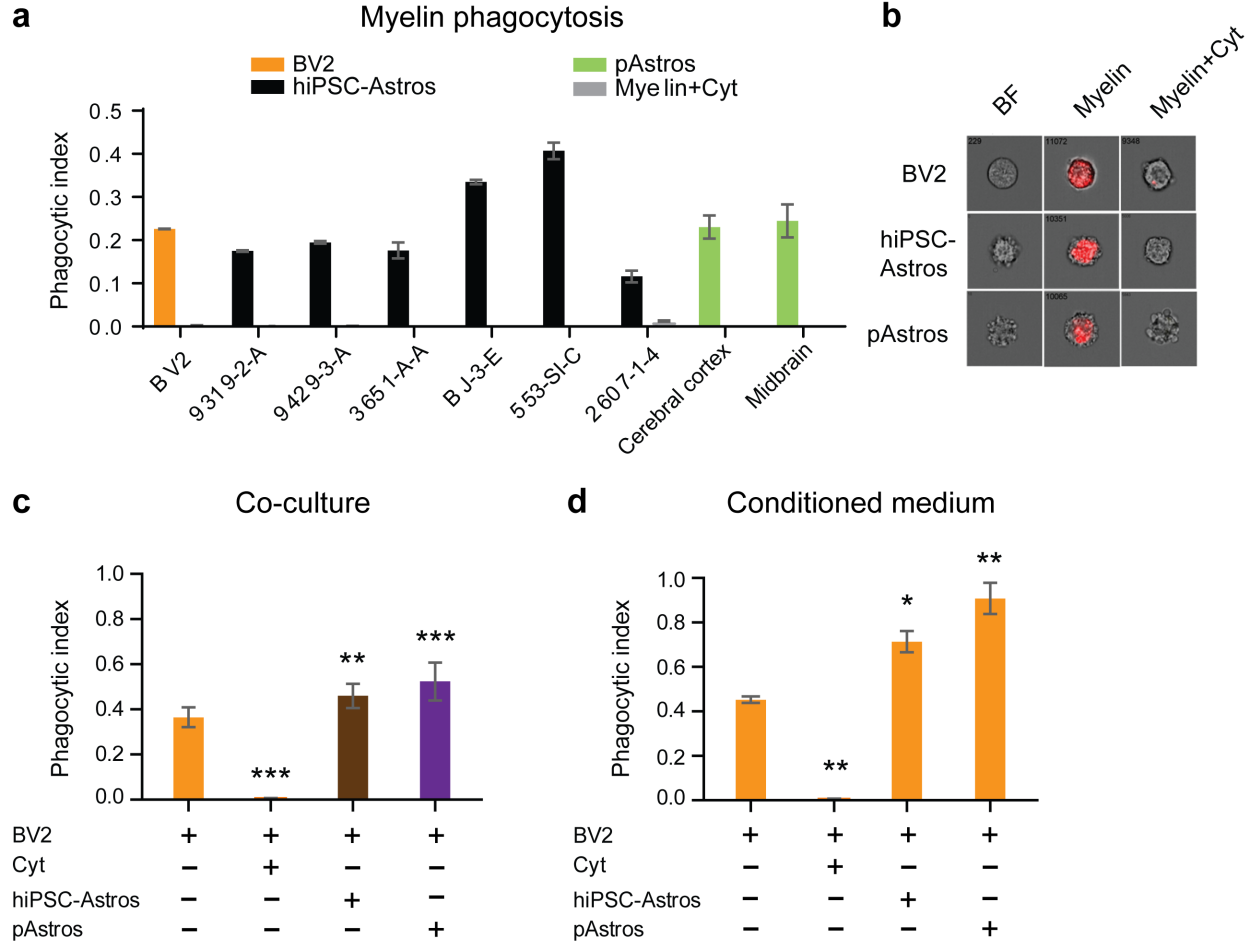 a
Myelin phagocytosis
BV2
hiPSC-Astros
pAstros
Mye lin+Cyt
Phagocytic index
0.5
0.4
0.3
0.2
0.1
0.0
B V2
9 31 9-2-A
9 42 9-3-A
3 65 1-A-A
B J-3-E
5 53-SI-C
2 60 7-1-4
Cerebral cortex
Midbrain
b
BF
Myelin
Myelin+Cyt
BV2
hiPSC-
Astros
pAstros
229
11072
9348
10351
10065
c
Co-culture
Phagocytic index
1.0
0.8
0.6
0.4
0.2
0.0
***
**
***
BV2 + + + +
Cyt – + – –
hiPSC-Astros – – + –
pAstros – – – +
d
Conditioned medium
Phagocytic index
1.0
0.8
0.6
0.4
0.2
0.0
**
*
**
BV2 + + + +
Cyt – + – –
hiPSC-Astros – – + –
pAstros – – – +